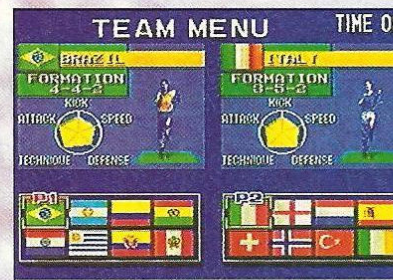 TEAM MENU TIME 0
BRAZIL
FORMATION
4-4-2
KICK
ATTACK SPEED
TECHNIQUE DEFENSE
ITALY
FORMATION
3-5-2
KICK
ATTACK SPEED
TECHNIQUE DEFENSE
P1
P2